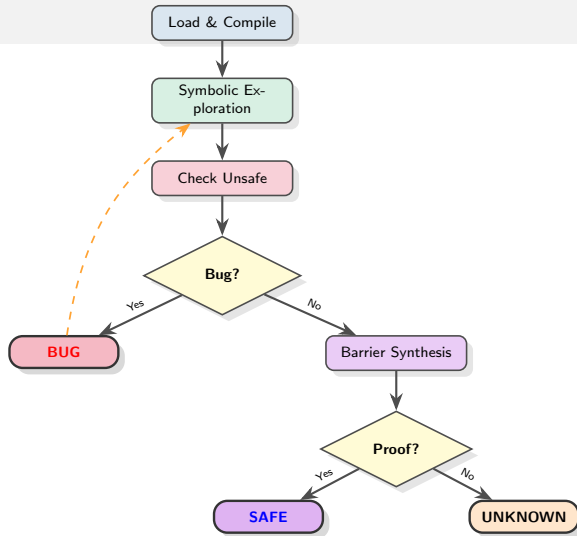 Load & Compile
Symbolic Ex-
ploration
Check Unsafe
Bug?
Yes
No
BUG
Barrier Synthesis
Proof?
Yes
No
SAFE
UNKNOWN